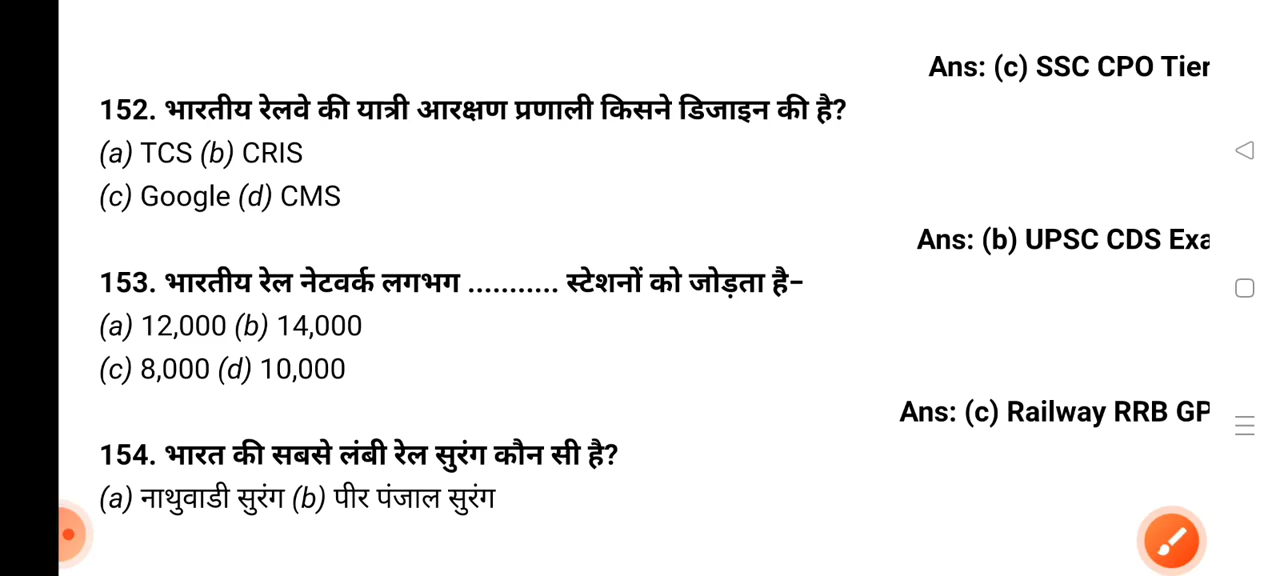 Ans: (c) SSC CPO Tier
152. भारतीय रेलवे की यात्री आरक्षण प्रणाली किसने डिजाइन की है?
(a) TCS (b) CRIS
(c) Google (d) CMS
Ans: (b) UPSC CDS Exa
153. भारतीय रेल नेटवर्क लगभग ........... स्टेशनों को जोड़ता है-
(a) 12,000 (b) 14,000
(c) 8,000 (d) 10,000
Ans: (c) Railway RRB GP
154. भारत की सबसे लंबी रेल सुरंग कौन सी है?
(a) नाथुवाडी सुरंग (b) पीर पंजाल सुरंग